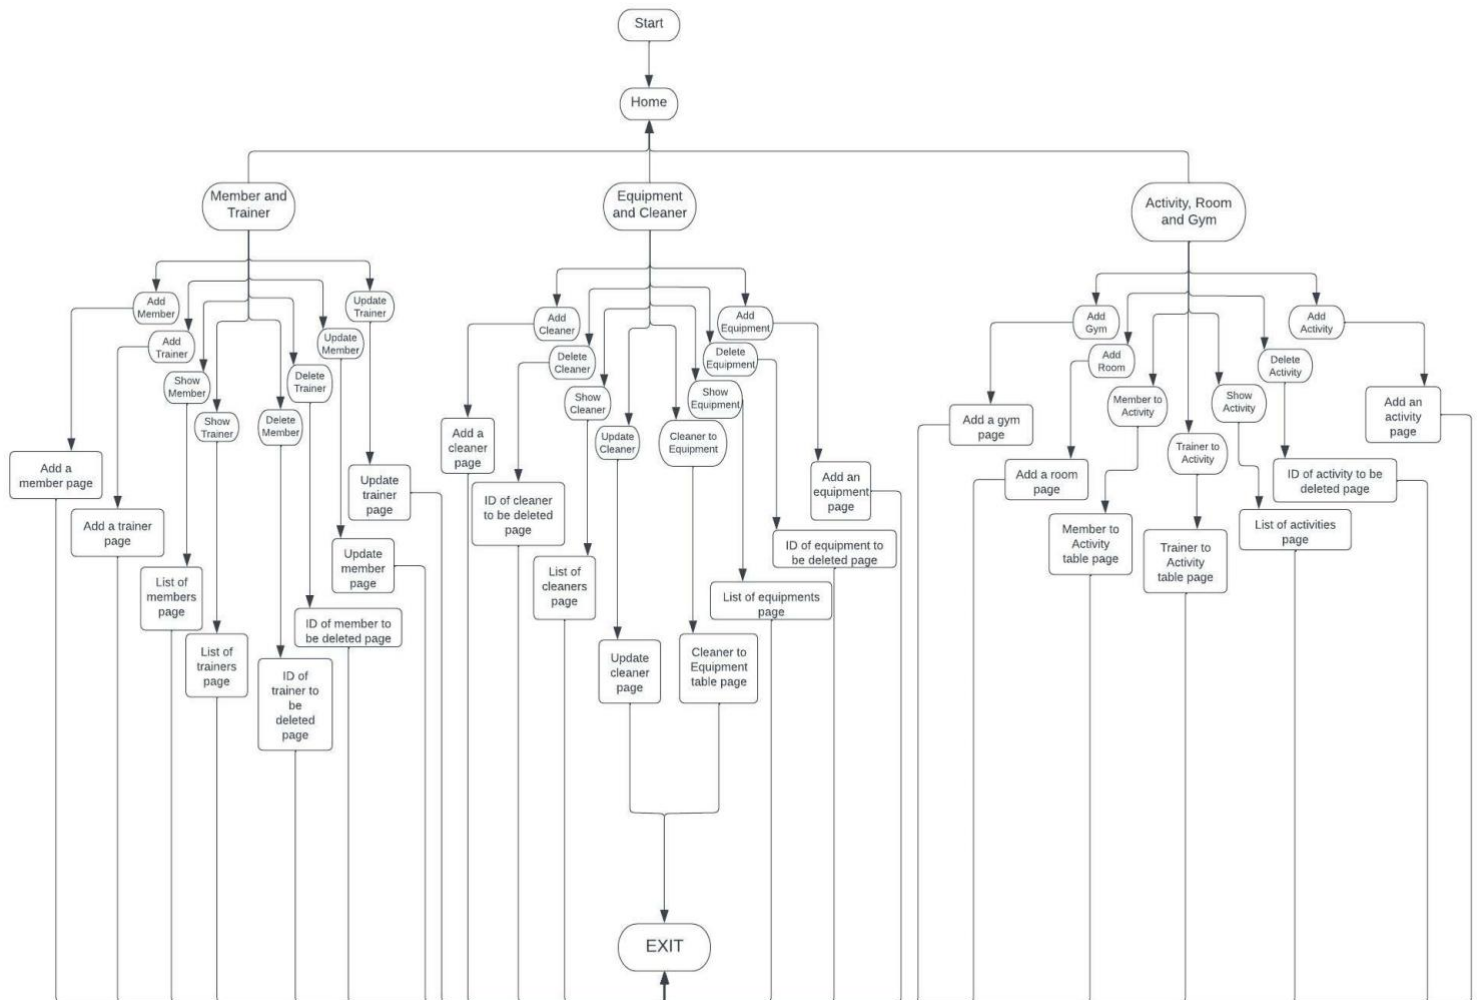 Start
Home
Member and
Trainer
Equipment
and Cleaner
Activity, Room
and Gym
Add
Member
Update
Trainer
Add
Trainer
Update
Member
Show
Member
Delete
Trainer
Show
Trainer
Delete
Member
Add a
member page
Add a trainer
page
List of
members
page
List of
trainers
page
ID of
trainer to
be
deleted
page
ID of member to
be deleted page
Update
member
page
Update
trainer
page
Add
Cleaner
Add
Equipment
Delete
Cleaner
Delete
Equipment
Show
Cleaner
Show
Equipment
Update
Cleaner
Cleaner to
Equipment
Add a
cleaner
page
ID of cleaner
to be deleted
page
List of
cleaners
page
Update
cleaner
page
Cleaner to
Equipment
table page
List of equipments
page
ID of equipment to
be deleted page
Add an
equipment
page
Add
Gym
Add
Activity
Add
Room
Delete
Activity
Member to
Activity
Show
Activity
Trainer to
Activity
Add a gym
page
Add a room
page
Member to
Activity
table page
Trainer to
Activity
table page
List of activities
page
ID of activity to be
deleted page
Add an
activity
page
EXIT